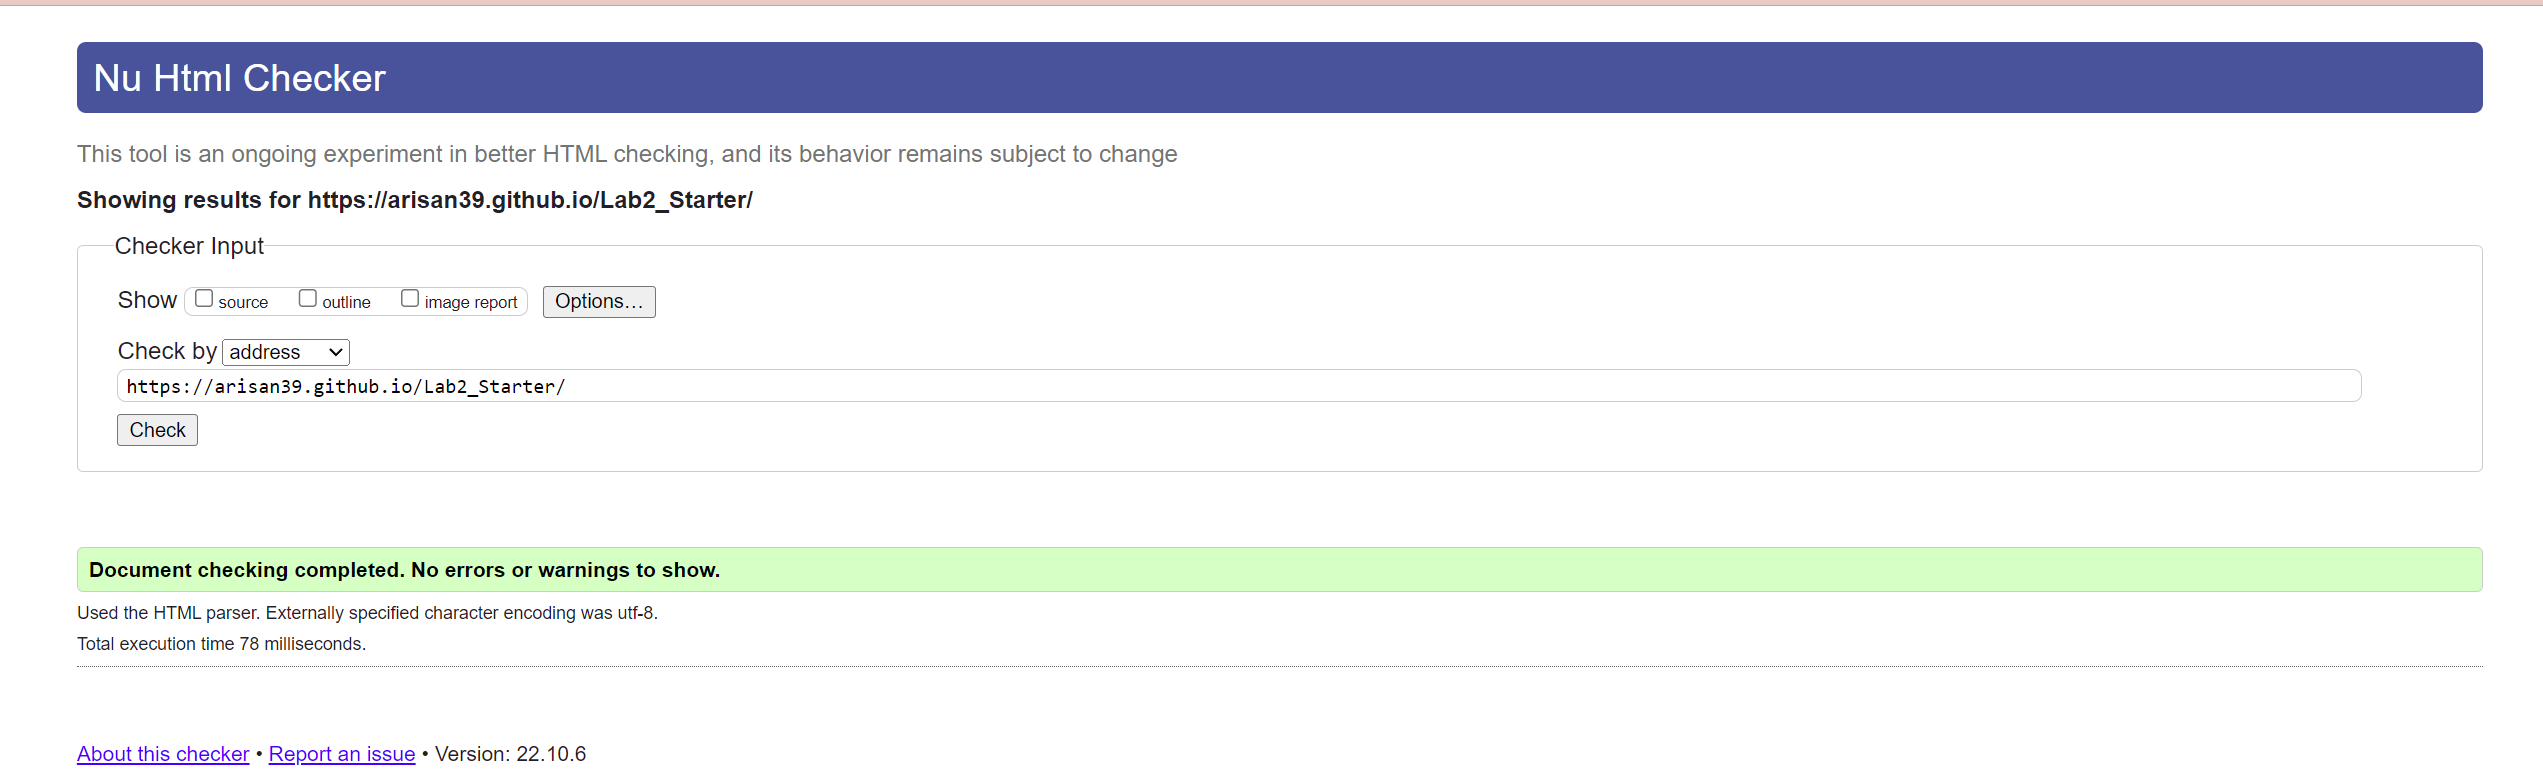 Nu Html Checker
This tool is an ongoing experiment in better HTML checking, and its behavior remains subject to change
Showing results for https://arisan39.github.io/Lab2_Starter/
Checker Input
Show source outline image report Options…
Check by address
https://arisan39.github.io/Lab2_Starter/
Check
Document checking completed. No errors or warnings to show.
Used the HTML parser. Externally specified character encoding was utf-8.
Total execution time 78 milliseconds.
About this checker • Report an issue • Version: 22.10.6